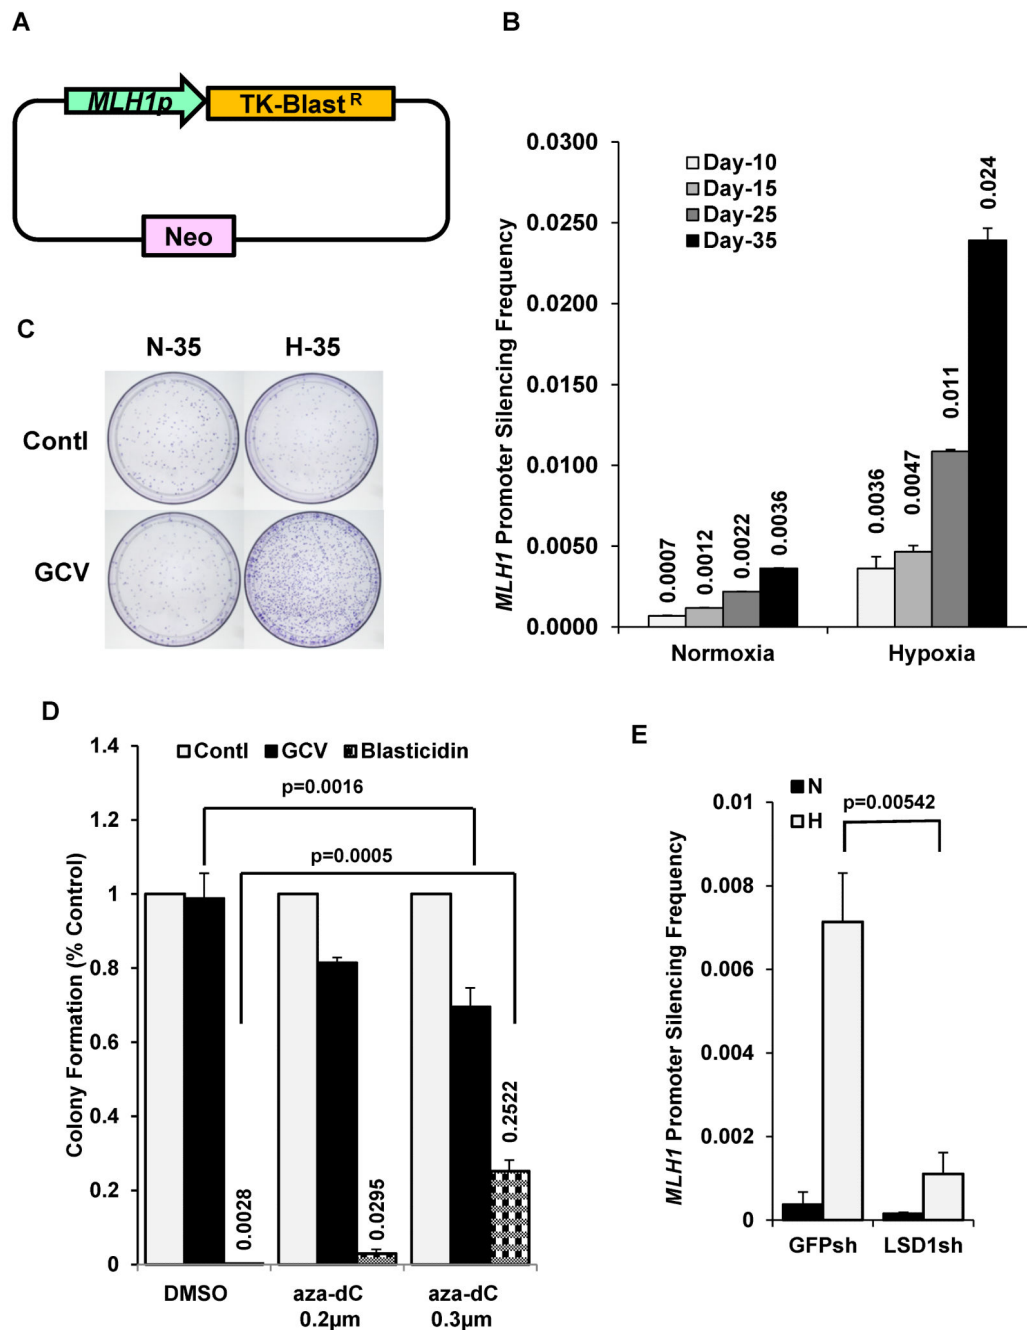 A
MLH1p
TK-Blast R
Neo
B
MLH1 Promoter Silencing Frequency
0.0300
0.0250
0.0200
0.0150
0.0100
0.0050
0.0000
Day-10
Day-15
Day-25
Day-35
0.0007
0.0012
0.0022
0.0036
0.0036
0.0047
0.011
0.024
Normoxia
Hypoxia
C
N-35
H-35
Contl
GCV
D
Colony Formation (% Control)
1.4
1.2
1
0.8
0.6
0.4
0.2
0
Contl
GCV
Blasticidin
p=0.0016
p=0.0005
0.0028
0.0295
0.2522
DMSO
aza-dC
0.2µm
aza-dC
0.3µm
E
MLH1 Promoter Silencing Frequency
N
H
p=0.00542
0.01
0.008
0.006
0.004
0.002
0
GFPsh
LSD1sh